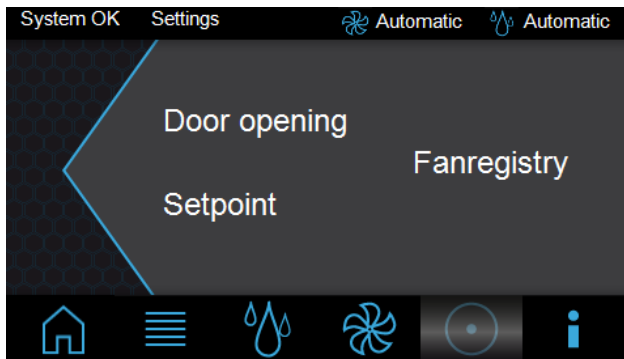 System OK Settings Automatic Automatic
Door opening
Fanregistry
Setpoint